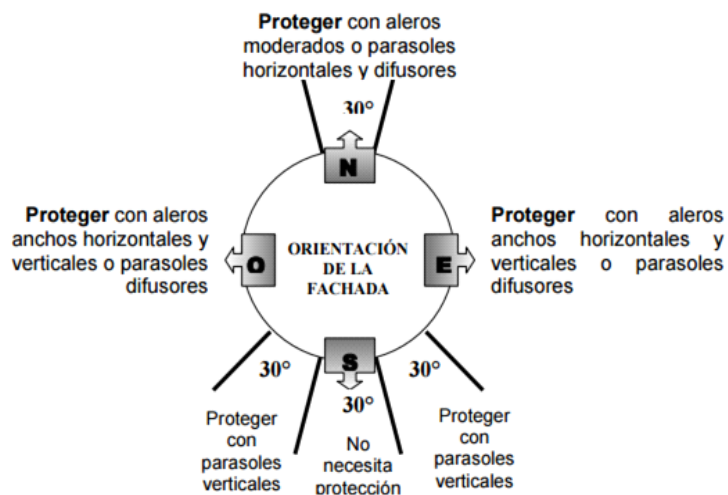 Proteger con aleros
moderados o parasoles
horizontales y difusores
30°
N
Proteger con aleros
anchos horizontales y
verticales o parasoles
difusores
O
ORIENTACIÓN
DE LA
FACHADA
E
Proteger con aleros
anchos horizontales y
verticales o parasoles
difusores
S
30°
30°
30°
Proteger
con
parasoles
verticales
No
necesita
protección
Proteger
con
parasoles
verticales